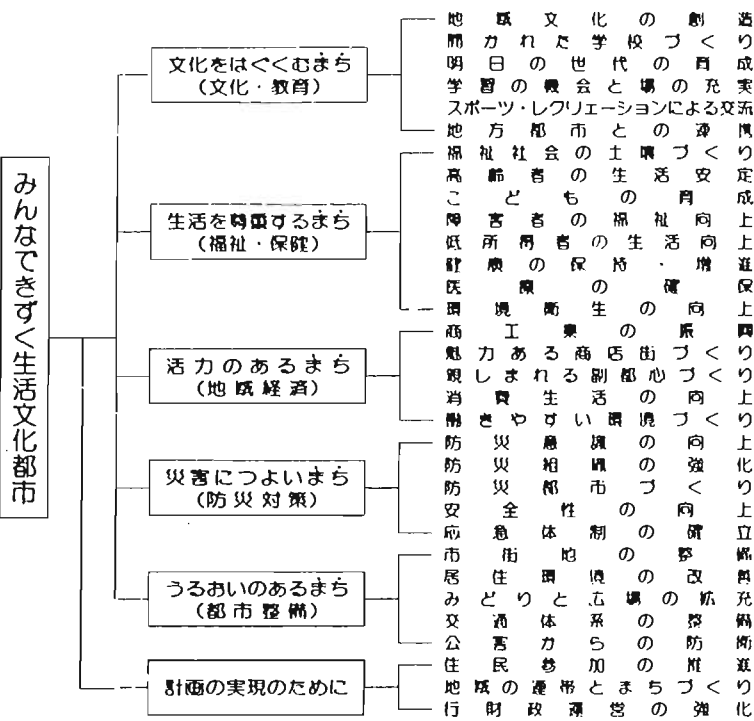 みんなできずく生活文化都市
文化をはぐくむまち
(文化・教育)
地域文化の創造
開かれた学校づくり
明日の世代の育成
学習の機会と場の充実
スポーツ・レクリエーションによる交流
地方都市との連携
生活を尊重するまち
(福祉・保健)
福祉社会の土壌づくり
高齢者の生活安定
こどもの育成
障害者の福祉向上
低所得者の生活向上
健康の保持・増進
医療の確保
環境衛生の向上
活力のあるまち
(地域経済)
商工業の振興
魅力ある商店街づくり
親しまれる副都心づくり
消費生活の向上
働きやすい環境づくり
災害につよいまち
(防災対策)
防災意識の向上
防災組織の強化
防災都市づくり
安全性の向上
応急体制の確立
うるおいのあるまち
(都市整備)
市街地の整備
居住環境の改善
みどりと広場の拡充
交通体系の整備
公害からの防衛
計画の実現のために
住民参加の推進
地域の連帯とまちづくり
行財政運営の強化